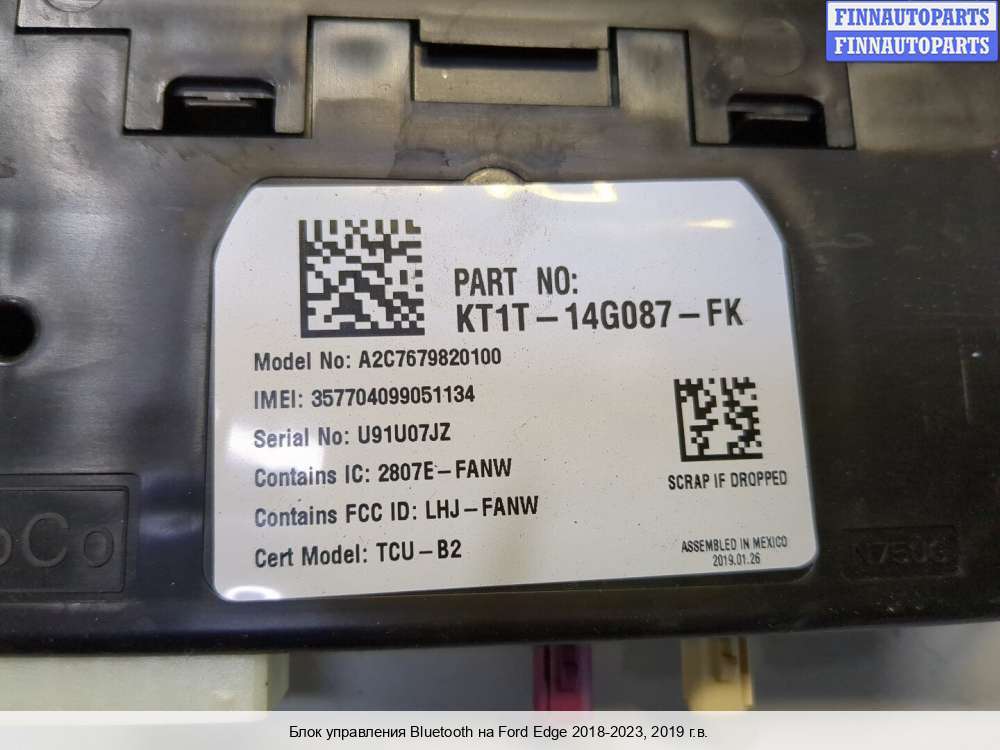 FINNAUTOPARTS
FINNAUTOPARTS
PART NO:
KT1T-14G087-FK
Model No: A2C7679820100
IMEI: 357704099051134
Serial No: U91U07JZ
Contains IC: 2807E-FANW
Contains FCC ID: LHJ-FANW
Cert Model: TCU-B2
SCRAP IF DROPPED
ASSEMBLED IN MEXICO
2019.01.26
Блок управления Bluetooth на Ford Edge 2018-2023, 2019 г.в.